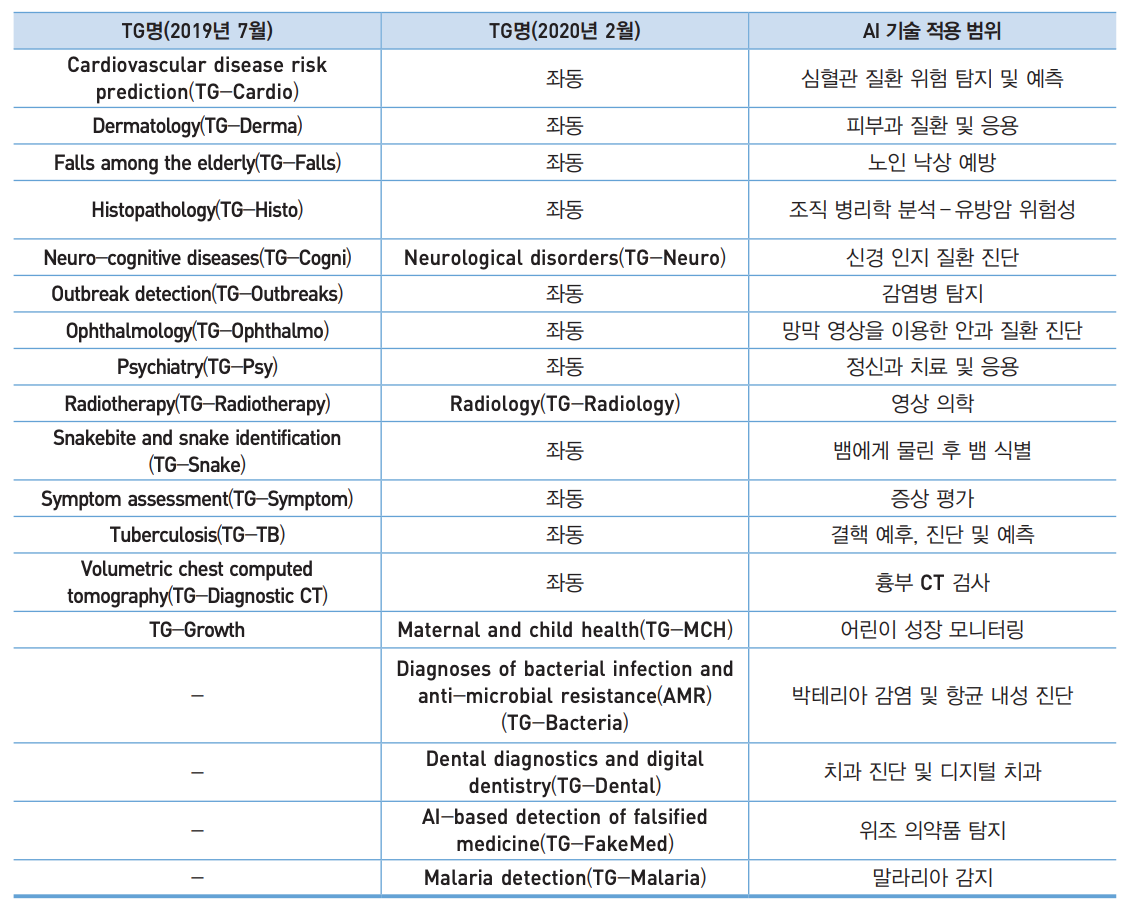 TG명(2019년 7월) TG명(2020년 2월) AI 기술 적용 범위
Cardiovascular disease risk
prediction(TG–Cardio) 좌동 심혈관 질환 위험 탐지 및 예측
Dermatology(TG–Derma) 좌동 피부과 질환 및 응용
Falls among the elderly(TG–Falls) 좌동 노인 낙상 예방
Histopathology(TG–Histo) 좌동 조직 병리학 분석 – 유방암 위험성
Neuro–cognitive diseases(TG–Cogni) Neurological disorders(TG–Neuro) 신경 인지 질환 진단
Outbreak detection(TG–Outbreaks) 좌동 감염병 탐지
Ophthalmology(TG–Ophthalmo) 좌동 망막 영상을 이용한 안과 질환 진단
Psychiatry(TG–Psy) 좌동 정신과 치료 및 응용
Radiotherapy(TG–Radiotherapy) Radiology(TG–Radiology) 영상 의학
Snakebite and snake identification
(TG–Snake) 좌동 뱀에게 물린 후 뱀 식별
Symptom assessment(TG–Symptom) 좌동 증상 평가
Tuberculosis(TG–TB) 좌동 결핵 예후, 진단 및 예측
Volumetric chest computed
tomography(TG–Diagnostic CT) 좌동 흉부 CT 검사
TG–Growth Maternal and child health(TG–MCH) 어린이 성장 모니터링
– Diagnoses of bacterial infection and
anti–microbial resistance(AMR)
(TG–Bacteria) 박테리아 감염 및 항균 내성 진단
– Dental diagnostics and digital
dentistry(TG–Dental) 치과 진단 및 디지털 치과
– AI–based detection of falsified
medicine(TG–FakeMed) 위조 의약품 탐지
– Malaria detection(TG–Malaria) 말라리아 감지